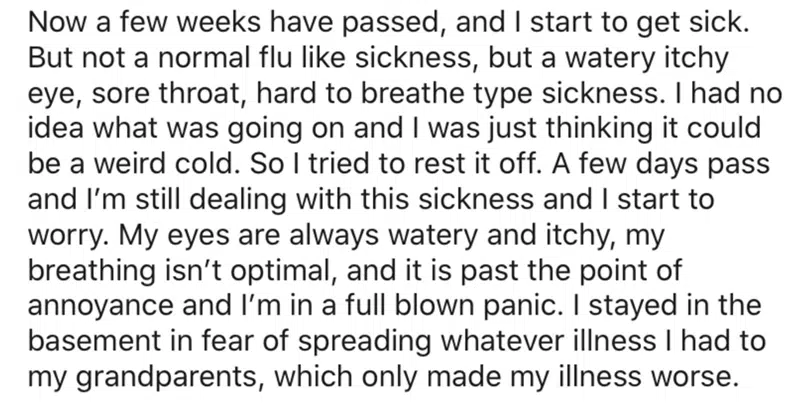 Now a few weeks have passed, and I start to get sick.
But not a normal flu like sickness, but a watery itchy
eye, sore throat, hard to breathe type sickness. I had no
idea what was going on and I was just thinking it could
be a weird cold. So I tried to rest it off. A few days pass
and I’m still dealing with this sickness and I start to
worry. My eyes are always watery and itchy, my
breathing isn’t optimal, and it is past the point of
annoyance and I’m in a full blown panic. I stayed in the
basement in fear of spreading whatever illness I had to
my grandparents, which only made my illness worse.